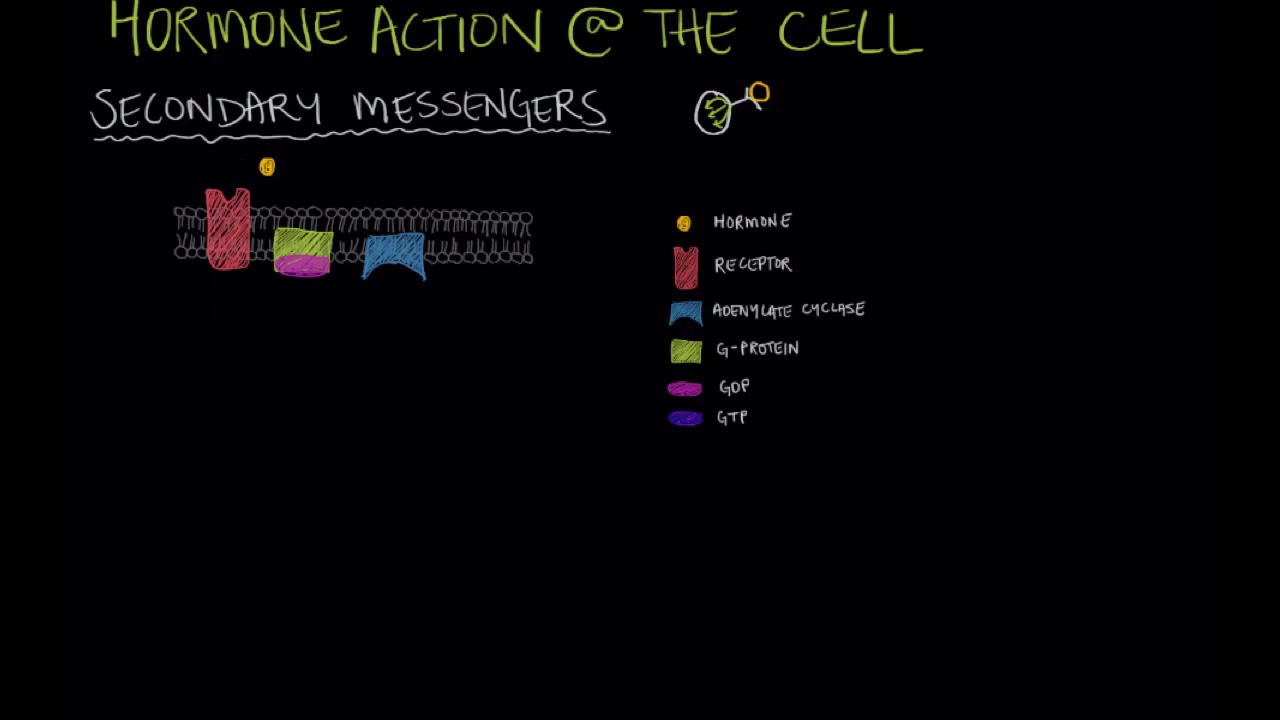 HORMONE ACTION @ THE CELL
SECONDARY MESSENGERS
HORMONE
RECEPTOR
ADENYLATE CYCLASE
G-PROTEIN
GDP
GTP